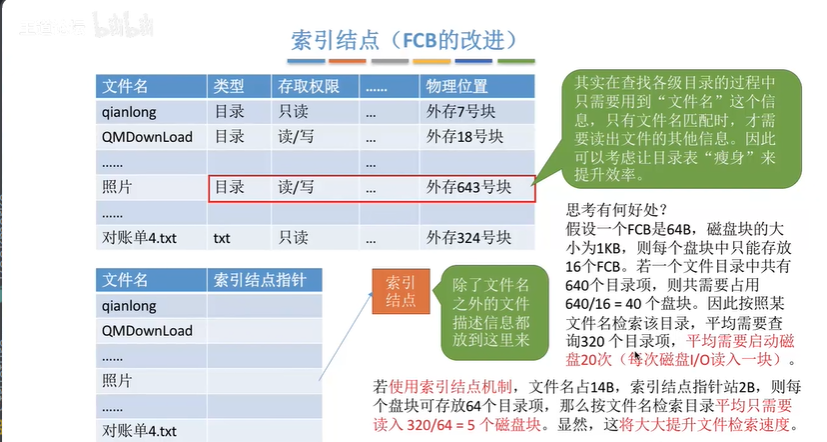 bilibili
索引结点（FCB的改进）
文件名 类型 存取权限 …… 物理位置
qianlong 目录 只读 ... 外存7号块
QMDownLoad 目录 读/写 ... 外存18号块
…… ...
照片 目录 读/写 ... 外存643号块
……
对账单4.txt txt 只读 ... 外存324号块
其实在查找各级目录的过程中
只需要用到“文件名”这个信
息，只有文件名匹配时，才需
要读出文件的其他信息。因此
可以考虑让目录表“瘦身”来
提升效率。
文件名 索引结点指针
qianlong
QMDownLoad
……
照片
……
对账单4.txt
索引
结点
除了文件名
之外的文件
描述信息都
放到这里来
思考有何好处？
假设一个FCB是64B，磁盘块的大
小为1KB，则每个盘块中只能存放
16个FCB。若一个文件目录中共有
640个目录项，则共需要占用
640/16 = 40 个盘块。因此按照某
文件名检索该目录，平均需要查
询320 个目录项，平均需要启动磁
盘20次（每次磁盘I/O读入一块）。
若使用索引结点机制，文件名占14B，索引结点指针站2B，则每
个盘块可存放64个目录项，那么按文件名检索目录平均只需要
读入 320/64 = 5 个磁盘块。显然，这将大大提升文件检索速度。